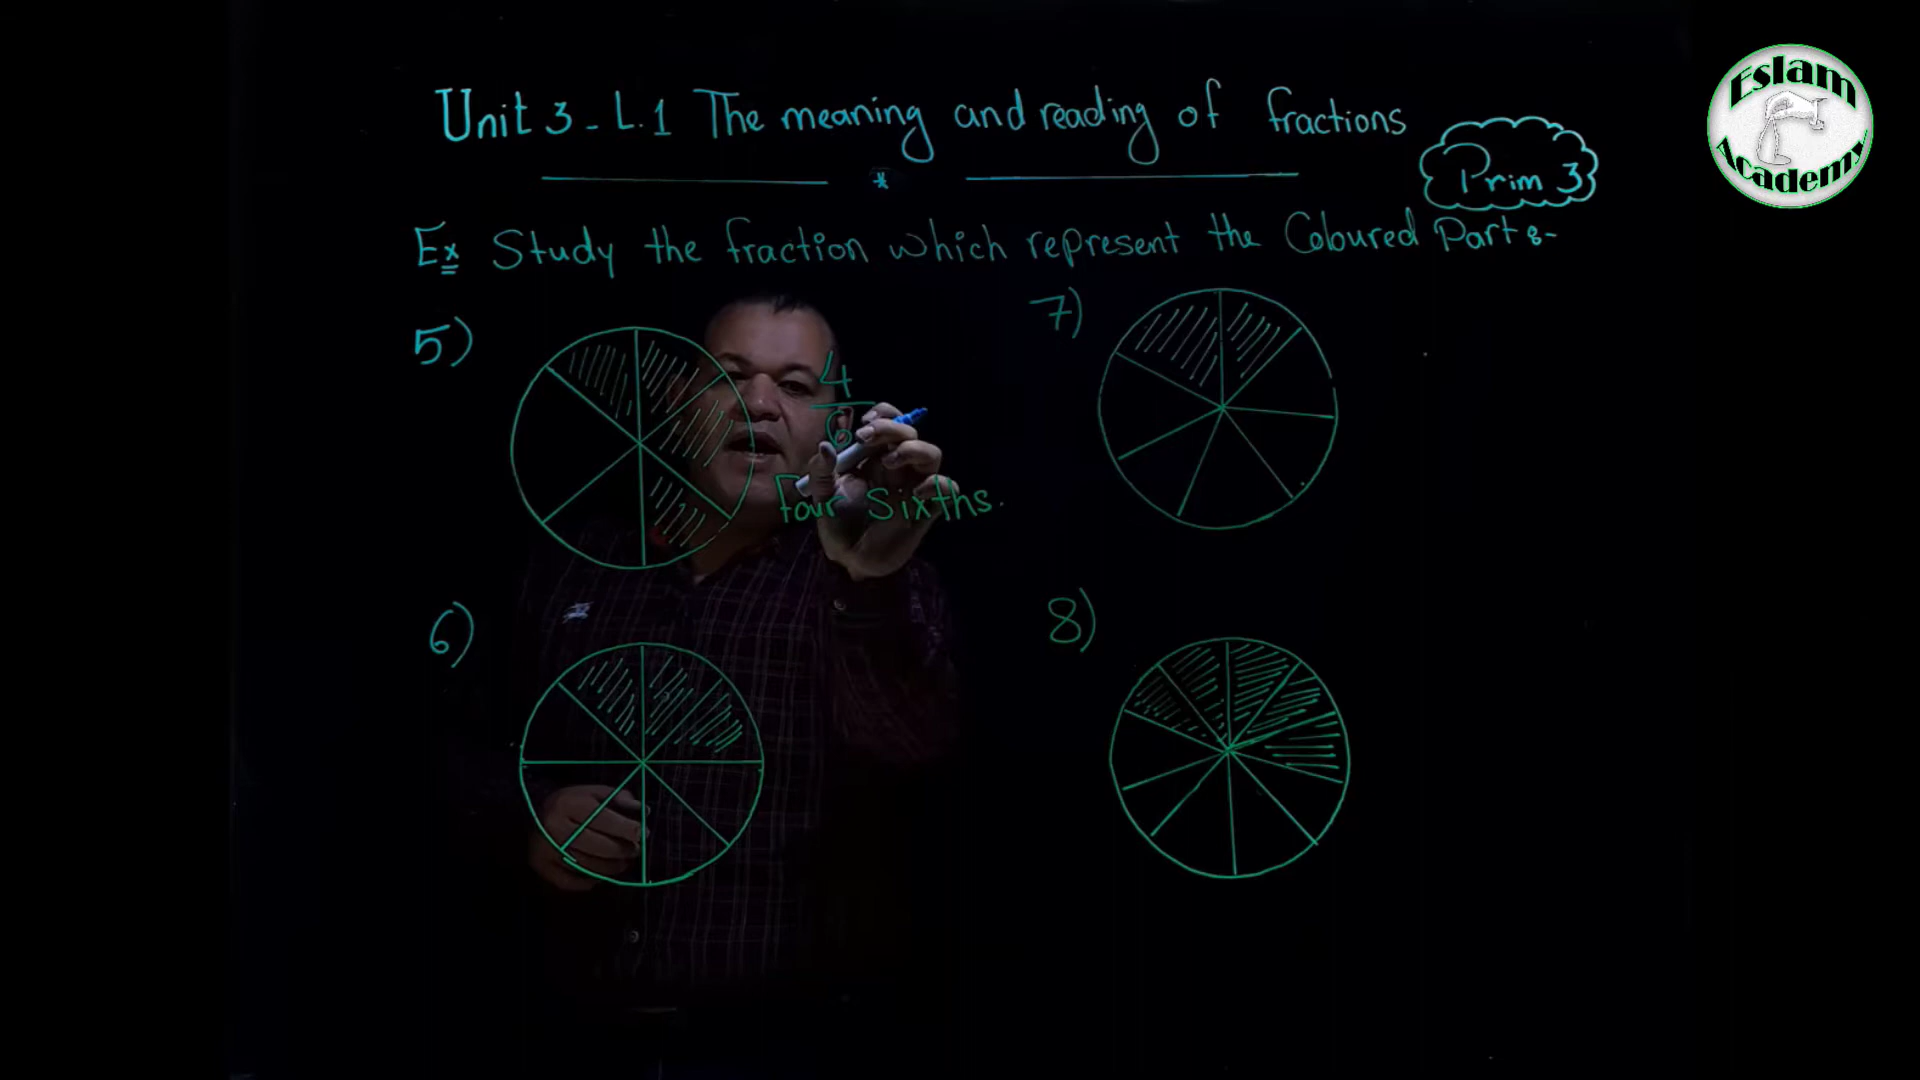 Unit 3 - L.1 The meaning and reading of fractions
Prim 3
Ex Study the fraction which represent the Coloured Part :-
5)
4
6
Four Sixths.
7)
6)
8)
Eslam
Academy